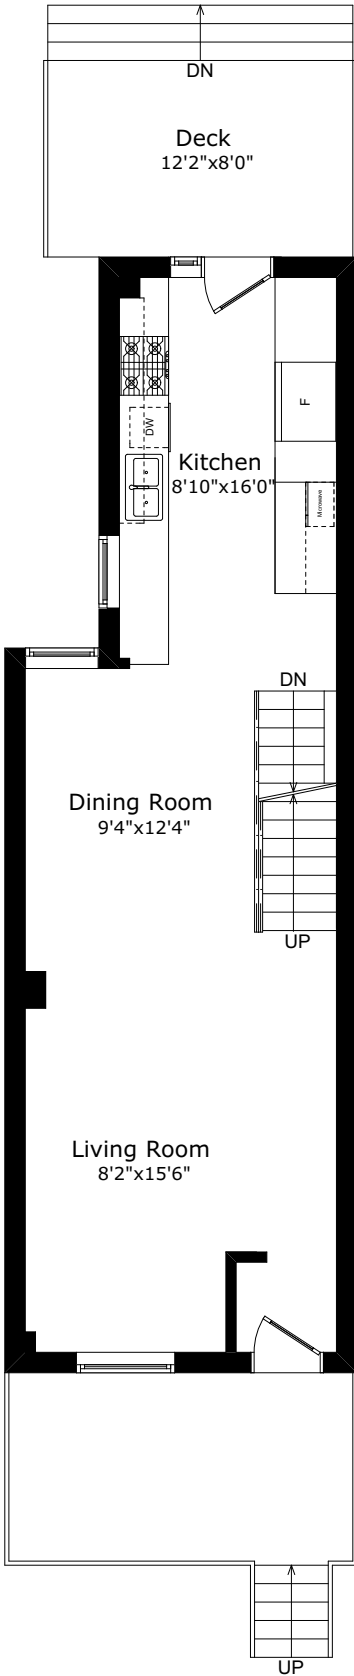 DN
Deck
12'2"x8'0"
F
DW
Kitchen
8'10"x16'0"
Microwave
DN
Dining Room
9'4"x12'4"
UP
Living Room
8'2"x15'6"
UP